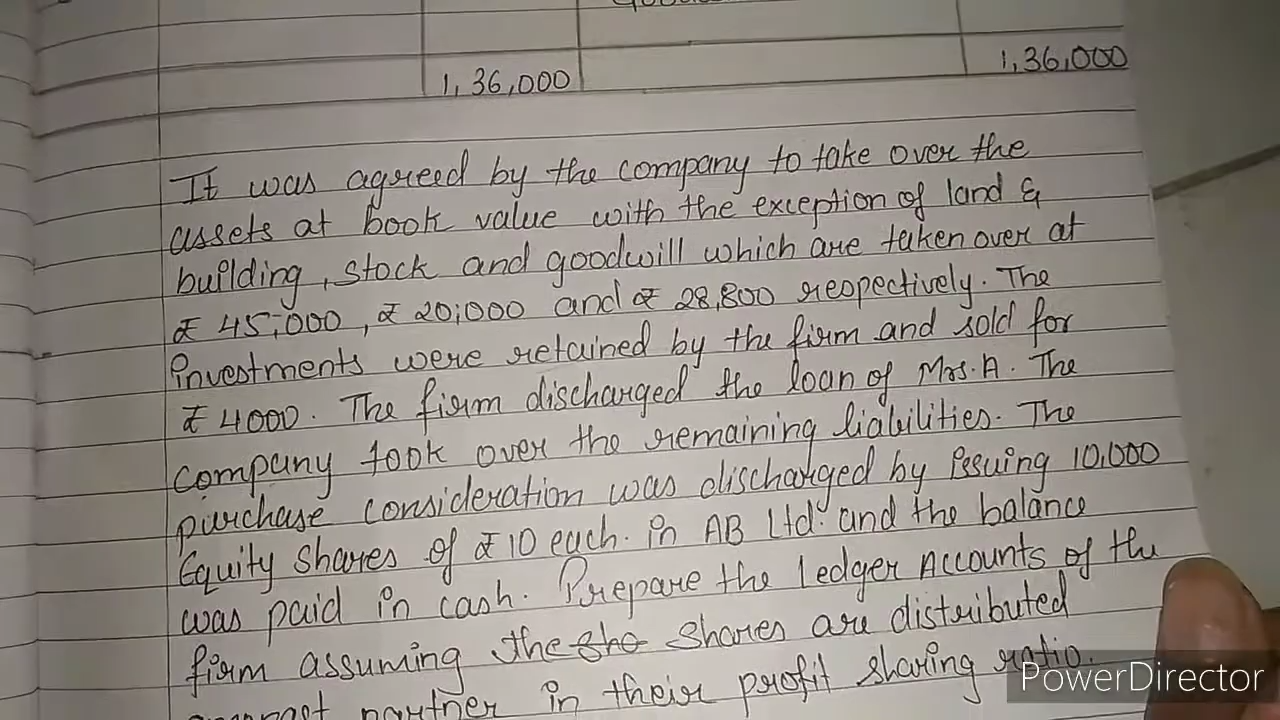 1,36,000
1,36,000
It was agreed by the company to take over the
assets at book value with the exception of land &
building, stock and goodwill which are taken over at
₹ 45,000, ₹ 20,000 and ₹ 28,800 respectively. The
investments were retained by the firm and sold for
₹ 4000. The firm discharged the loan of Mrs. A. The
company took over the remaining liabilities. The
purchase consideration was discharged by issuing 10,000
Equity shares of ₹ 10 each. in AB Ltd. and the balance
was paid in cash. Prepare the Ledger Accounts of the
firm assuming the sha shares are distributed
amongst partner in their profit sharing ratio.
PowerDirector